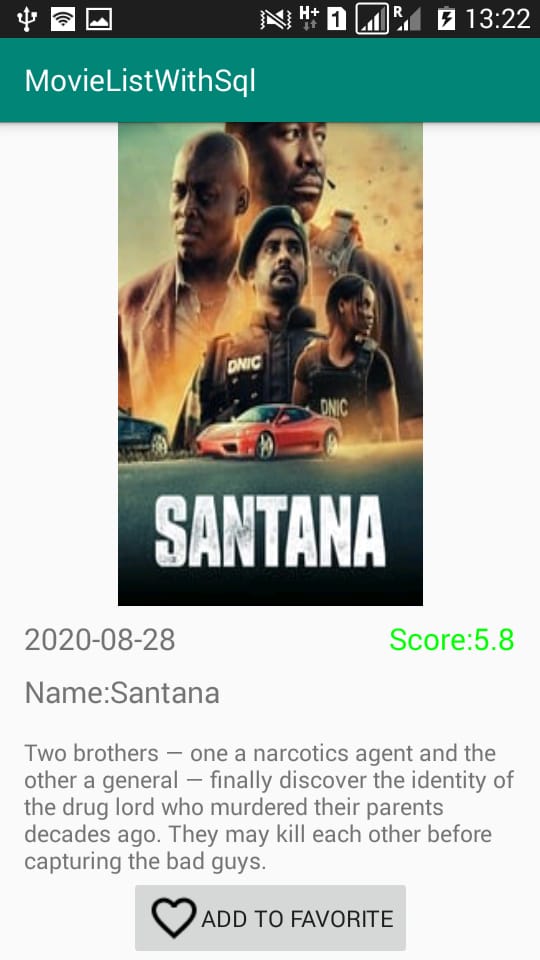 H+ 1 R 13:22
MovieListWithSql
DNIC
DNIC
SANTANA
2020-08-28 Score:5.8
Name:Santana
Two brothers — one a narcotics agent and the
other a general — finally discover the identity of
the drug lord who murdered their parents
decades ago. They may kill each other before
capturing the bad guys.
ADD TO FAVORITE